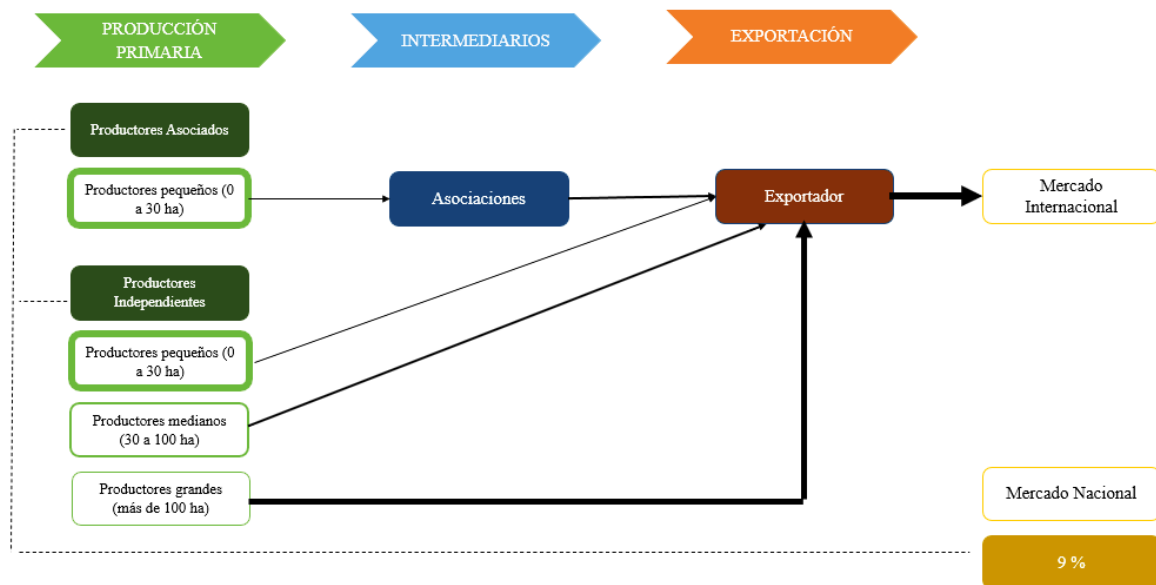 PRODUCCIÓN
PRIMARIA
INTERMEDIARIOS
EXPORTACIÓN
Productores Asociados
Productores pequeños (0
a 30 ha)
Asociaciones
Exportador
Mercado
Internacional
Productores
Independientes
Productores pequeños (0
a 30 ha)
Productores medianos
(30 a 100 ha)
Productores grandes
(más de 100 ha)
Mercado Nacional
9 %